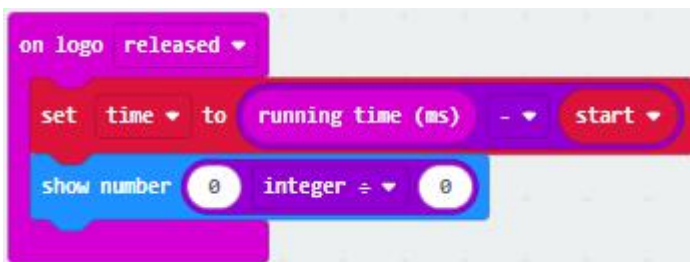 on logo released
set time to running time (ms) - start
show number 0 integer ÷ 0